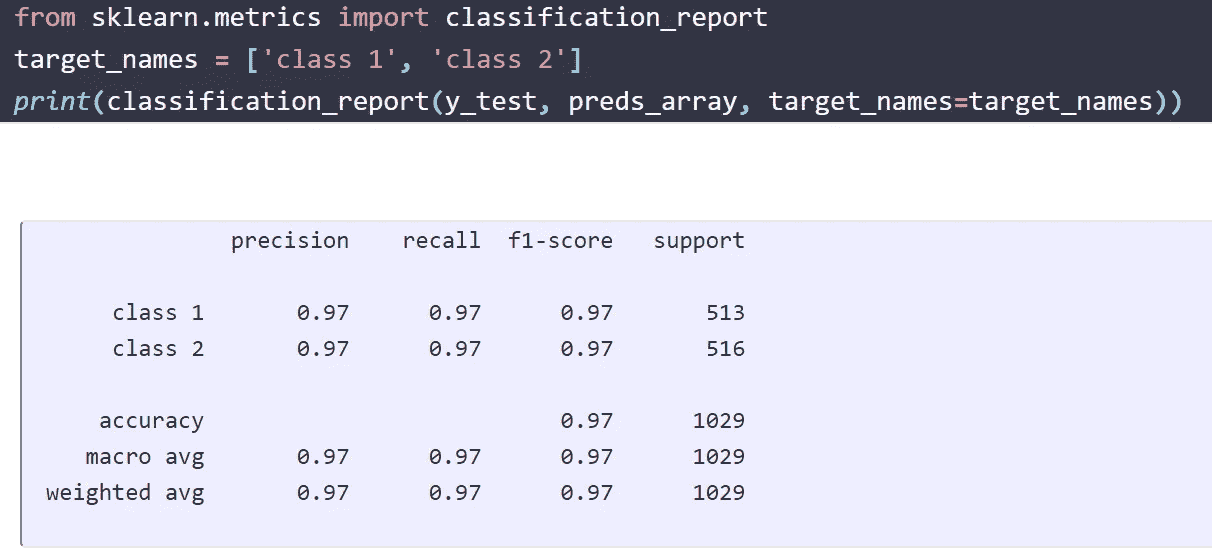 from sklearn.metrics import classification_report
target_names = ['class 1', 'class 2']
print(classification_report(y_test, preds_array, target_names=target_names))
precision recall f1-score support
class 1 0.97 0.97 0.97 513
class 2 0.97 0.97 0.97 516
accuracy 0.97 1029
macro avg 0.97 0.97 0.97 1029
weighted avg 0.97 0.97 0.97 1029